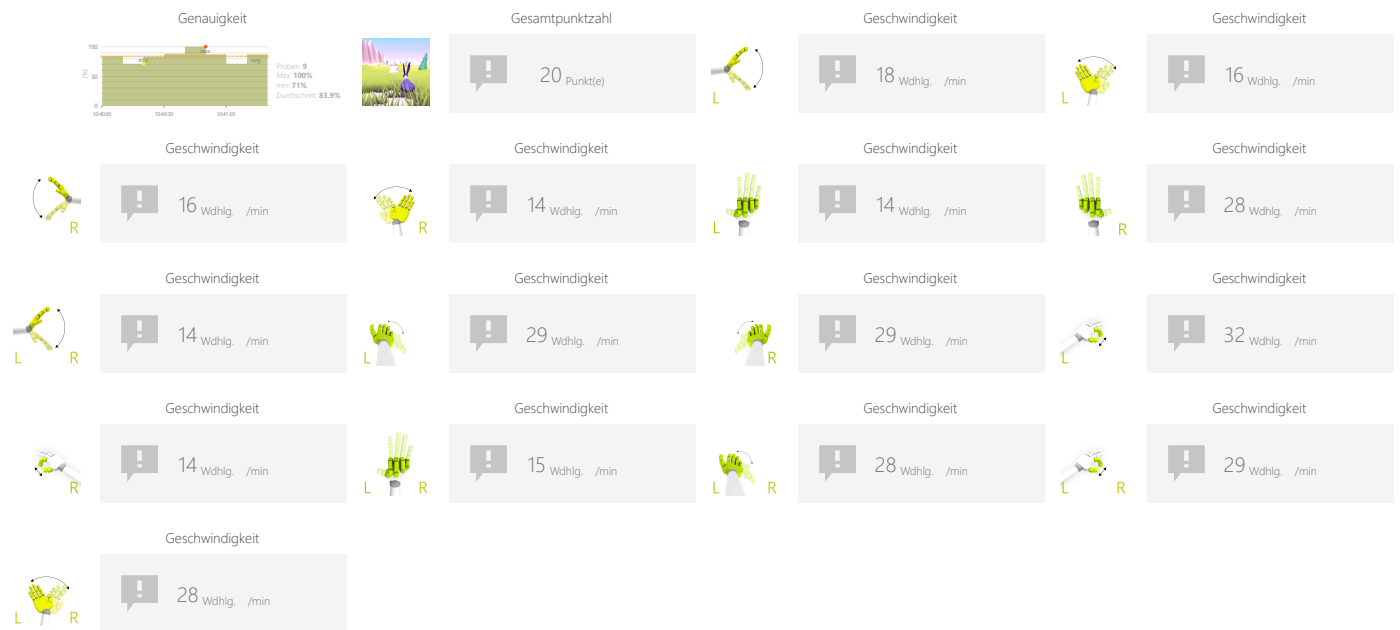 Genauigkeit
100
50
0
[%]
max
min
avg
10:40:00 10:40:30 10:41:00
Proben: 9
Max: 100%
min: 71%
Durchschnitt: 83.9%
Gesamtpunktzahl
20 Punkt(e)
Geschwindigkeit
L
18 Wdhlg. /min
Geschwindigkeit
L
16 Wdhlg. /min
Geschwindigkeit
R
16 Wdhlg. /min
Geschwindigkeit
R
14 Wdhlg. /min
Geschwindigkeit
L
14 Wdhlg. /min
Geschwindigkeit
R
28 Wdhlg. /min
Geschwindigkeit
L R
14 Wdhlg. /min
Geschwindigkeit
L
29 Wdhlg. /min
Geschwindigkeit
R
29 Wdhlg. /min
Geschwindigkeit
L
32 Wdhlg. /min
Geschwindigkeit
R
14 Wdhlg. /min
Geschwindigkeit
L R
15 Wdhlg. /min
Geschwindigkeit
L R
28 Wdhlg. /min
Geschwindigkeit
L R
29 Wdhlg. /min
Geschwindigkeit
L R
28 Wdhlg. /min